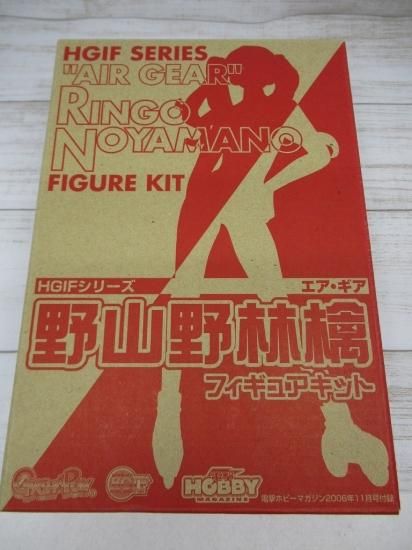 HGIF SERIES
"AIR GEAR"
RINGO
NOYAMANO
FIGURE KIT
HGIFシリーズ
エア・ギア
野山野林檎
フィギュアキット
HOBBY
MAGAZINE
電撃ホビーマガジン2006年11月号付録